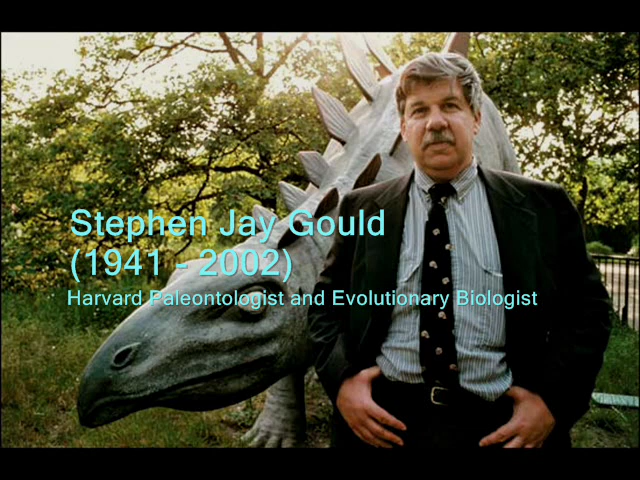 Stephen Jay Gould
(1941 - 2002)
Harvard Paleontologist and Evolutionary Biologist